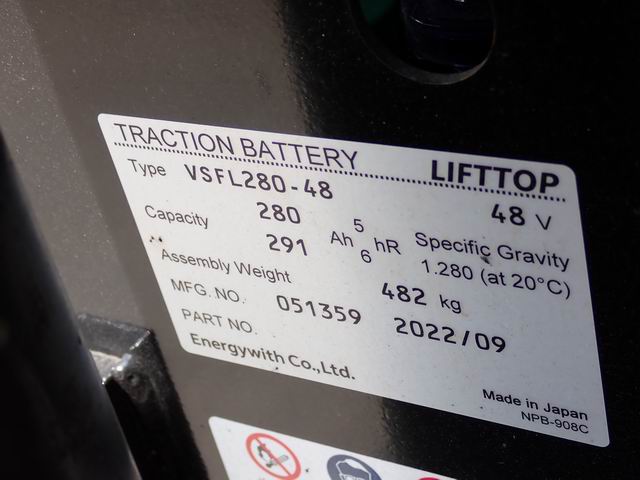 TRACTION BATTERY LIFTTOP
Type VSFL280-48 48 V
Capacity 280 Ah 5 hR Specific Gravity
291 6 1.280 (at 20°C)
Assembly Weight 482 kg
MFG. NO. 051359 2022/09
PART NO.
Energywith Co.,Ltd.
Made in Japan
NPB-908C